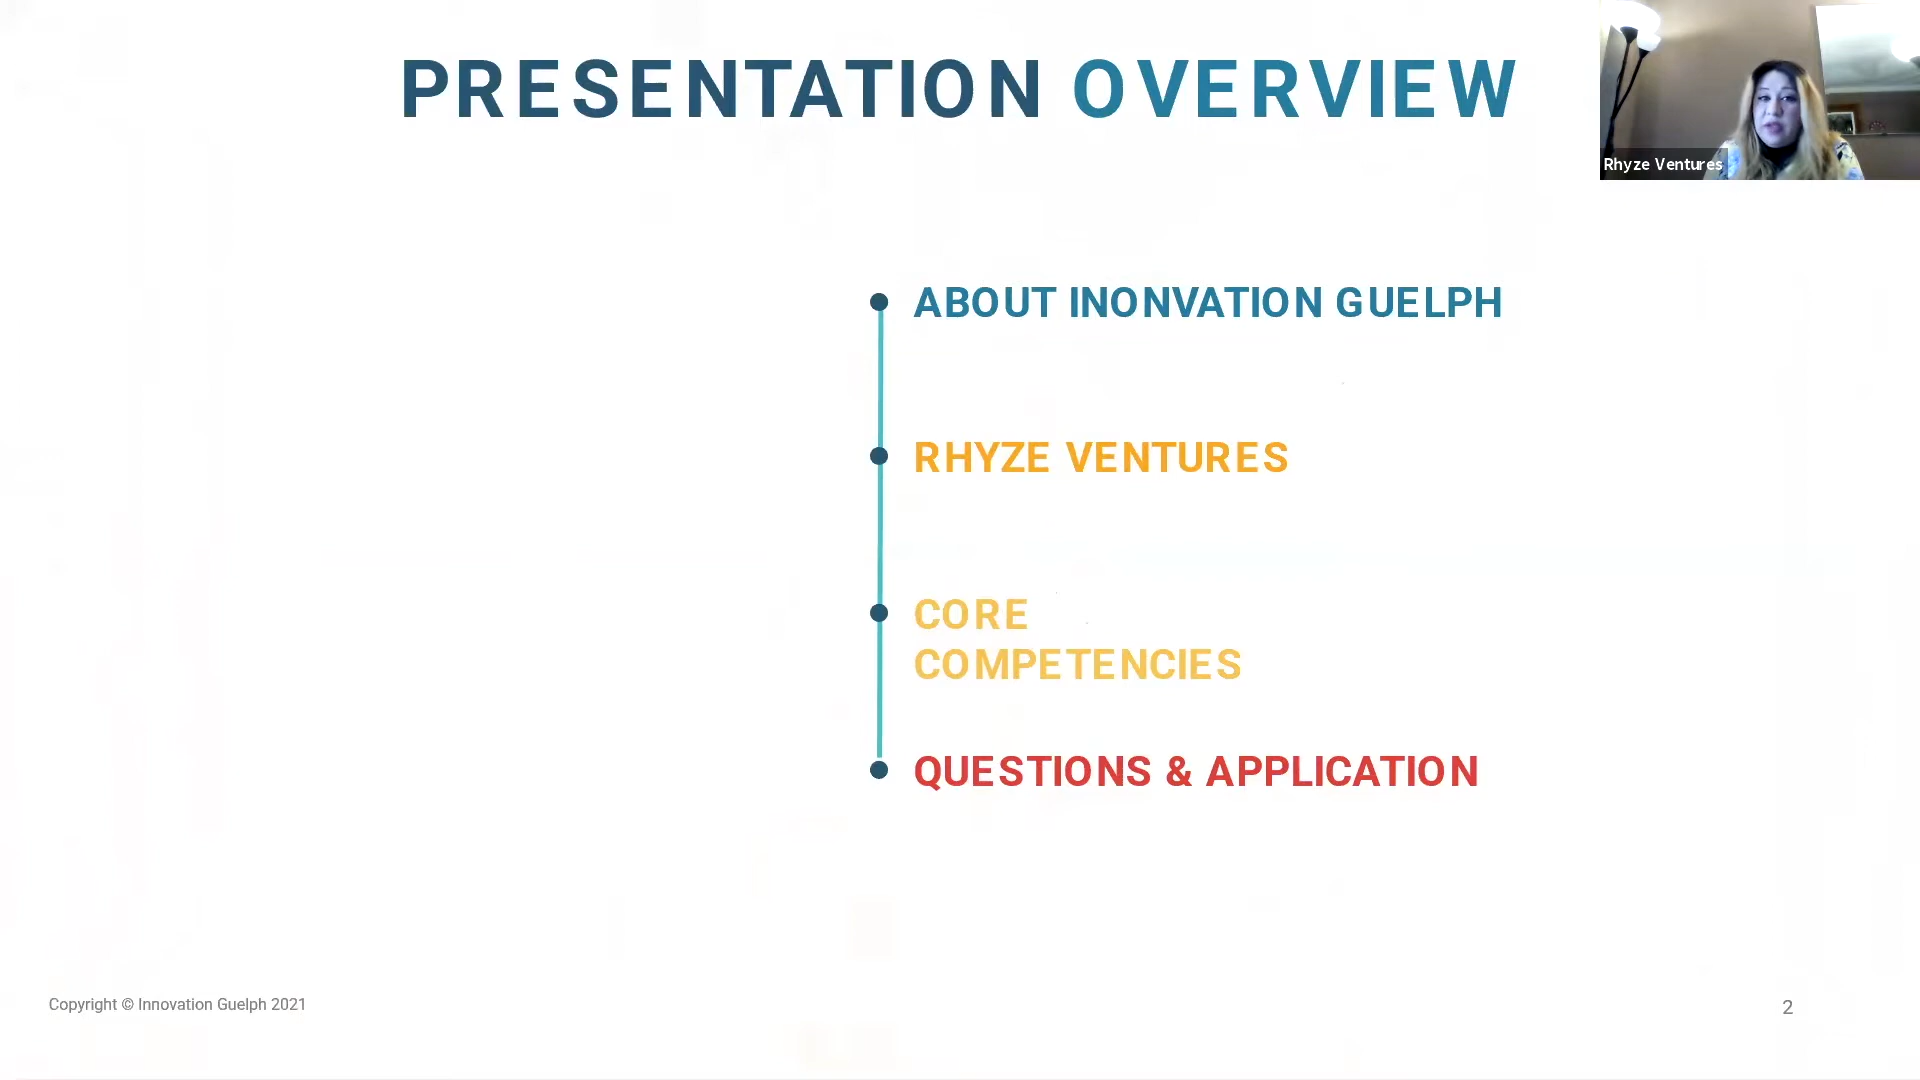 PRESENTATION OVERVIEW
Rhyze Ventures
ABOUT INONVATION GUELPH
RHYZE VENTURES
CORE
COMPETENCIES
QUESTIONS & APPLICATION
Copyright © Innovation Guelph 2021
2